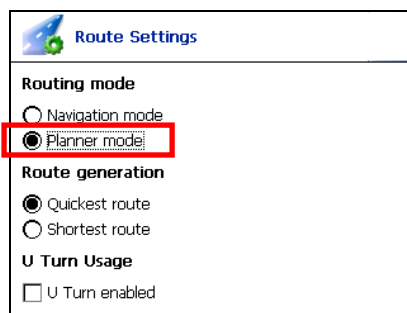 Route Settings
Routing mode
Navigation mode
Planner mode
Route generation
Quickest route
Shortest route
U Turn Usage
U Turn enabled